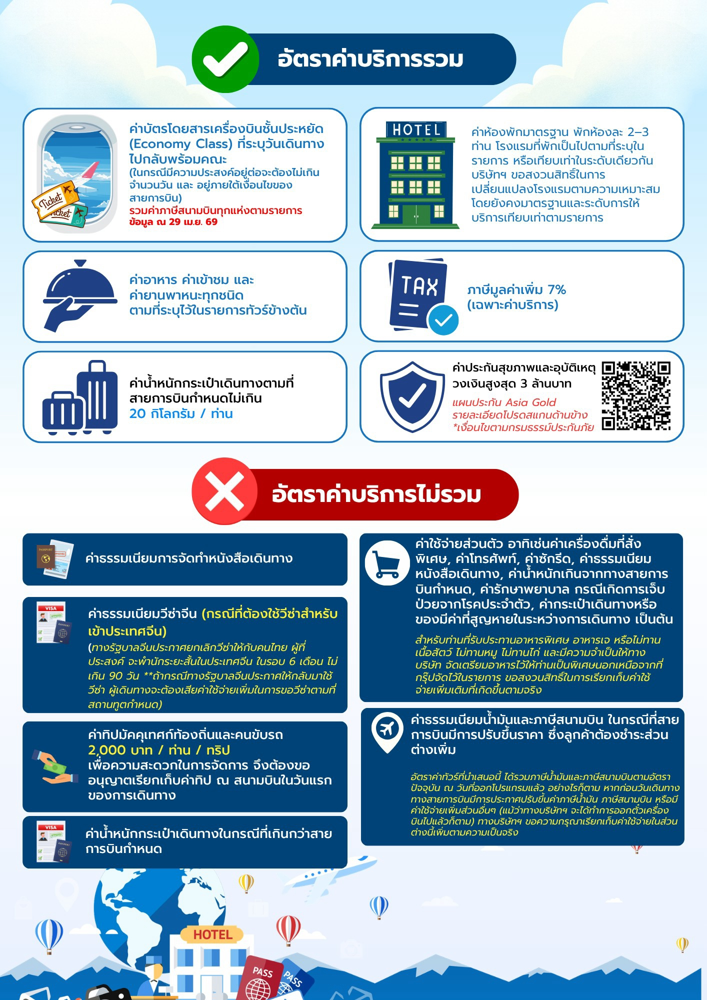 อัตราค่าบริการรวม
ค่าบัตรโดยสารเครื่องบินชั้นประหยัด
(Economy Class) ที่ระบุวันเดินทาง
ไปกลับพร้อมคณะ
(ในกรณีมีความประสงค์อยู่ต่อจะต้องไม่เกิน
จำนวนวัน และ อยู่ภายใต้เงื่อนไขของ
สายการบิน)
รวมค่าภาษีสนามบินทุกแห่งตามรายการ
ข้อมูล ณ 29 เม.ย. 69
Ticket
Ticket
HOTEL
ค่าห้องพักมาตรฐาน พักห้องละ 2–3
ท่าน โรงแรมที่พักเป็นไปตามที่ระบุใน
รายการ หรือเทียบเท่าในระดับเดียวกัน
บริษัทฯ ขอสงวนสิทธิ์ในการ
เปลี่ยนแปลงโรงแรมตามความเหมาะสม
โดยยังคงมาตรฐานและระดับการให้
บริการเทียบเท่าตามรายการ
ค่าอาหาร ค่าเข้าชม และ
ค่ายานพาหนะทุกชนิด
ตามที่ระบุไว้ในรายการทัวร์ข้างต้น
TAX
ภาษีมูลค่าเพิ่ม 7%
(เฉพาะค่าบริการ)
ค่าน้ำหนักกระเป๋าเดินทางตามที่
สายการบินกำหนดไม่เกิน
20 กิโลกรัม / ท่าน
ค่าประกันสุขภาพและอุบัติเหตุ
วงเงินสูงสุด 3 ล้านบาท
แผนประกัน Asia Gold
รายละเอียดโปรดสแกนด้านข้าง
*เงื่อนไขตามกรมธรรม์ประกันภัย
อัตราค่าบริการไม่รวม
PASSPORT
APPROVED
ค่าธรรมเนียมการจัดทำหนังสือเดินทาง
VISA
APPROVED
PASSPORT
ค่าธรรมเนียมวีซ่าจีน (กรณีที่ต้องใช้วีซ่าสำหรับ
เข้าประเทศจีน)
(ทางรัฐบาลจีนประกาศยกเลิกวีซ่าให้กับคนไทย ผู้ที่
ประสงค์ จะพำนักระยะสั้นในประเทศจีน ในรอบ 6 เดือน ไม่
เกิน 90 วัน **ถ้ากรณีทางรัฐบาลจีนประกาศให้กลับมาใช้
วีซ่า ผู้เดินทางจะต้องเสียค่าใช้จ่ายเพิ่มในการขอวีซ่าตามที่
สถานทูตกำหนด)
ค่าทิปมัคคุเทศก์ท้องถิ่นและคนขับรถ
2,000 บาท / ท่าน / ทริป
เพื่อความสะดวกในการจัดการ จึงต้องขอ
อนุญาตเรียกเก็บค่าทิป ณ สนามบินในวันแรก
ของการเดินทาง
VISA
APPROVED
PASSPORT
ค่าน้ำหนักกระเป๋าเดินทางในกรณีที่เกินกว่าสาย
การบินกำหนด
ค่าใช้จ่ายส่วนตัว อาทิเช่นค่าเครื่องดื่มที่สั่ง
พิเศษ, ค่าโทรศัพท์, ค่าซักรีด, ค่าธรรมเนียม
หนังสือเดินทาง, ค่าน้ำหนักเกินจากทางสายการ
บินกำหนด, ค่ารักษาพยาบาล กรณีเกิดการเจ็บ
ป่วยจากโรคประจำตัว, ค่ากระเป๋าเดินทางหรือ
ของมีค่าที่สูญหายในระหว่างการเดินทาง เป็นต้น
สำหรับท่านที่รับประทานอาหารพิเศษ อาหารเจ หรือไม่ทาน
เนื้อสัตว์ ไม่ทานหมู ไม่ทานไก่ และมีความจำเป็นให้ทาง
บริษัท จัดเตรียมอาหารไว้ให้ท่านเป็นพิเศษนอกเหนือจากที่
กรุ๊ปจัดไว้ในรายการ ขอสงวนสิทธิ์ในการเรียกเก็บค่าใช้
จ่ายเพิ่มเติมที่เกิดขึ้นตามจริง
ค่าธรรมเนียมน้ำมันและภาษีสนามบิน ในกรณีที่สาย
การบินมีการปรับขึ้นราคา ซึ่งลูกค้าต้องชำระส่วน
ต่างเพิ่ม
อัตราค่าทัวร์ที่นำเสนอนี้ ได้รวมภาษีน้ำมันและภาษีสนามบินตามอัตรา
ปัจจุบัน ณ วันที่ออกโปรแกรมแล้ว อย่างไรก็ตาม หากก่อนวันเดินทาง
ทางสายการบินมีการประกาศปรับขึ้นค่าภาษีน้ำมัน ภาษีสนามบิน หรือมี
ค่าใช้จ่ายเพิ่มส่วนอื่นๆ (แม้ว่าทางบริษัทฯ จะได้ทำการออกตั๋วเครื่อง
บินไปแล้วก็ตาม) ทางบริษัทฯ ขอความกรุณาเรียกเก็บค่าใช้จ่ายในส่วน
ต่างนี้เพิ่มตามความเป็นจริง
HOTEL
PASS
PASS